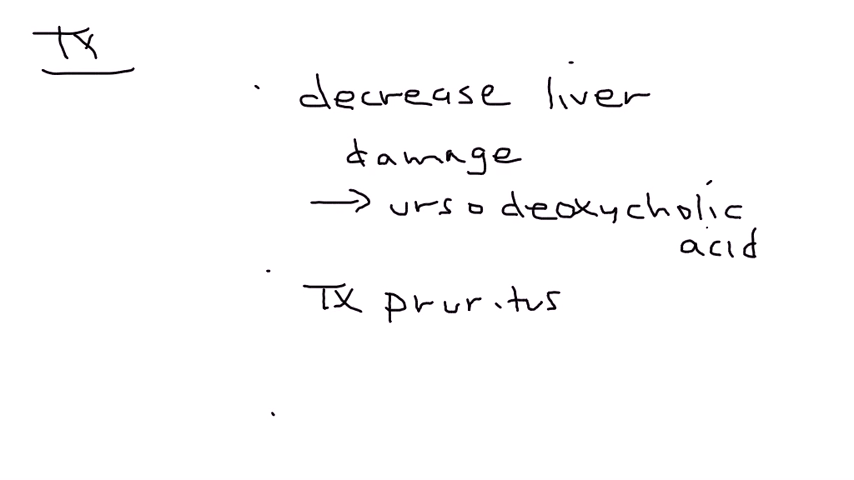 Tx
· decrease liver
damage
→ ursodeoxycholic
acid
· Tx pruritus
·